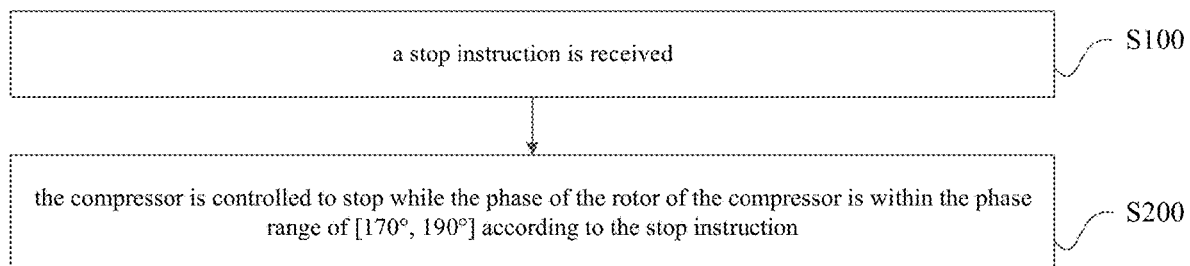 a stop instruction is received
S100
the compressor is controlled to stop while the phase of the rotor of the compressor is within the phase
range of [170°, 190°] according to the stop instruction
S200